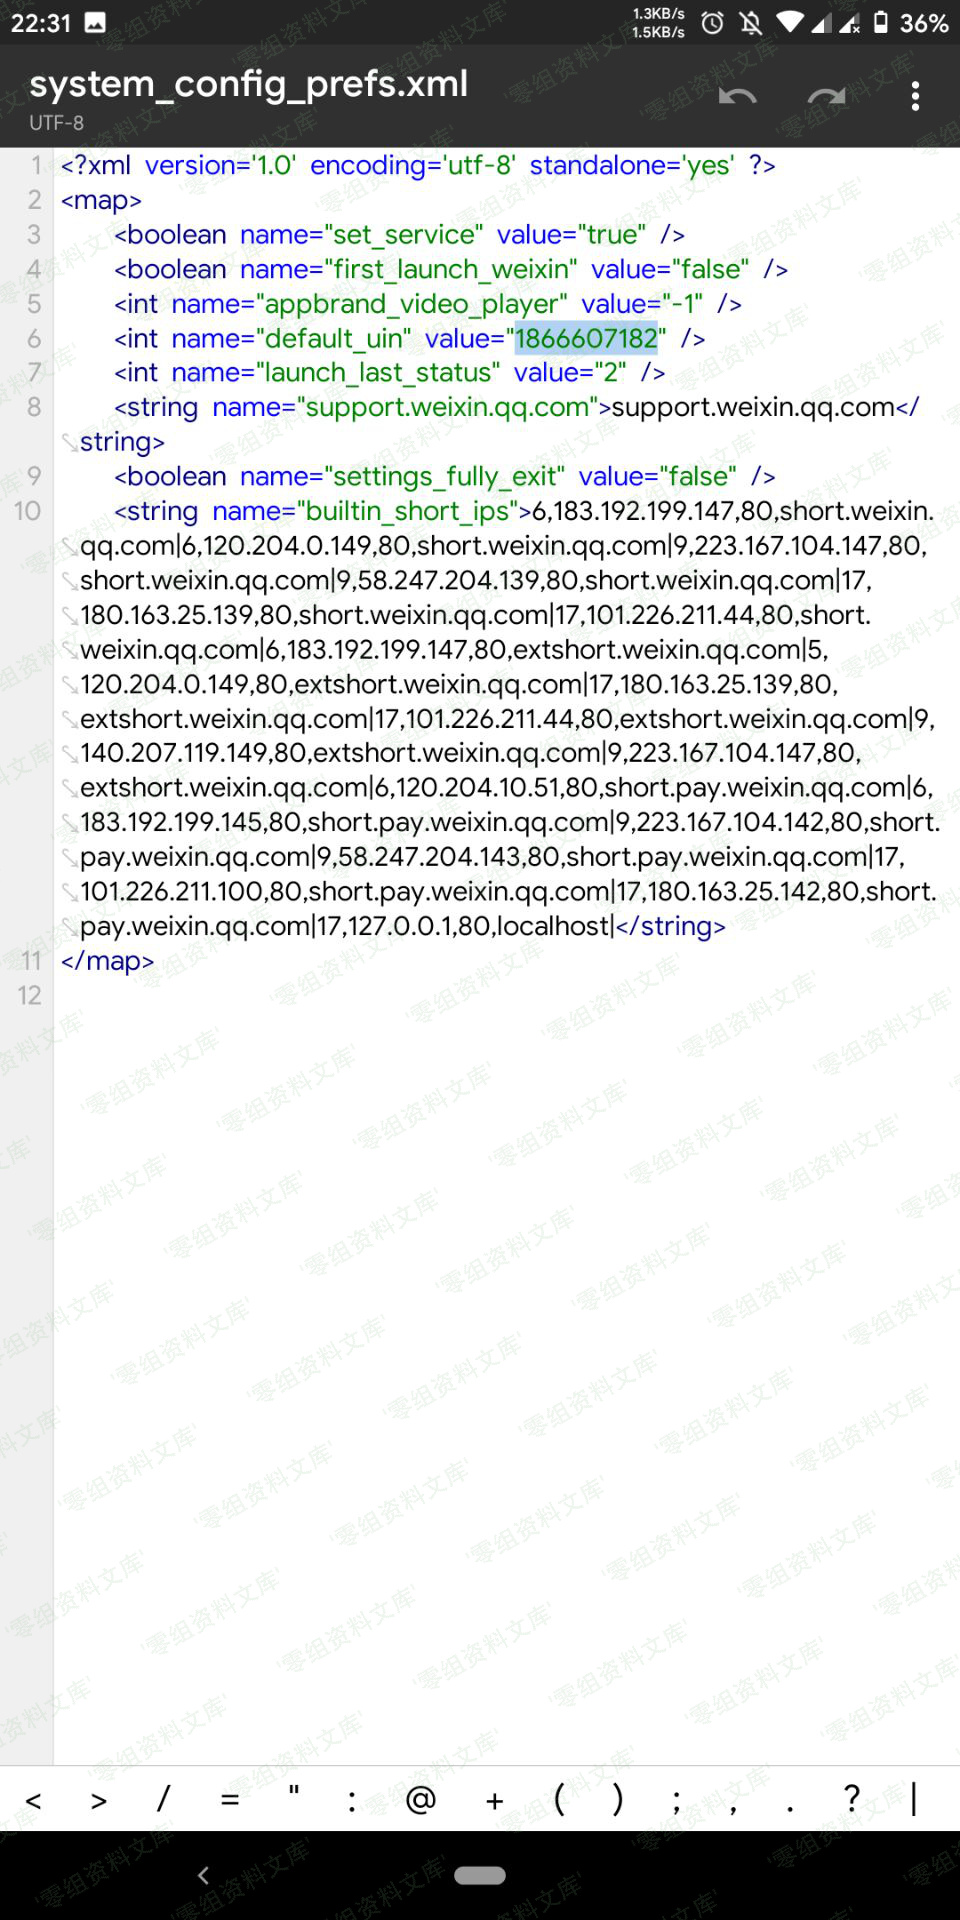 22:31
1.3KB/s
1.5KB/s
36%
system_config_prefs.xml
UTF-8
1 <?xml version='1.0' encoding='utf-8' standalone='yes' ?>
2 <map>
3 <boolean name="set_service" value="true" />
4 <boolean name="first_launch_weixin" value="false" />
5 <int name="appbrand_video_player" value="-1" />
6 <int name="default_uin" value="1866607182" />
7 <int name="launch_last_status" value="2" />
8 <string name="support.weixin.qq.com">support.weixin.qq.com</
string>
9 <boolean name="settings_fully_exit" value="false" />
10 <string name="builtin_short_ips">6,183.192.199.147,80,short.weixin.
qq.com|6,120.204.0.149,80,short.weixin.qq.com|9,223.167.104.147,80,
short.weixin.qq.com|9,58.247.204.139,80,short.weixin.qq.com|17,
180.163.25.139,80,short.weixin.qq.com|17,101.226.211.44,80,short.
weixin.qq.com|6,183.192.199.147,80,extshort.weixin.qq.com|5,
120.204.0.149,80,extshort.weixin.qq.com|17,180.163.25.139,80,
extshort.weixin.qq.com|17,101.226.211.44,80,extshort.weixin.qq.com|9,
140.207.119.149,80,extshort.weixin.qq.com|9,223.167.104.147,80,
extshort.weixin.qq.com|6,120.204.10.51,80,short.pay.weixin.qq.com|6,
183.192.199.145,80,short.pay.weixin.qq.com|9,223.167.104.142,80,short.
pay.weixin.qq.com|9,58.247.204.143,80,short.pay.weixin.qq.com|17,
101.226.211.100,80,short.pay.weixin.qq.com|17,180.163.25.142,80,short.
pay.weixin.qq.com|17,127.0.0.1,80,localhost|</string>
11 </map>
12
< > / = " : @ + ( ) ; , . ? |
'零组资料文库'